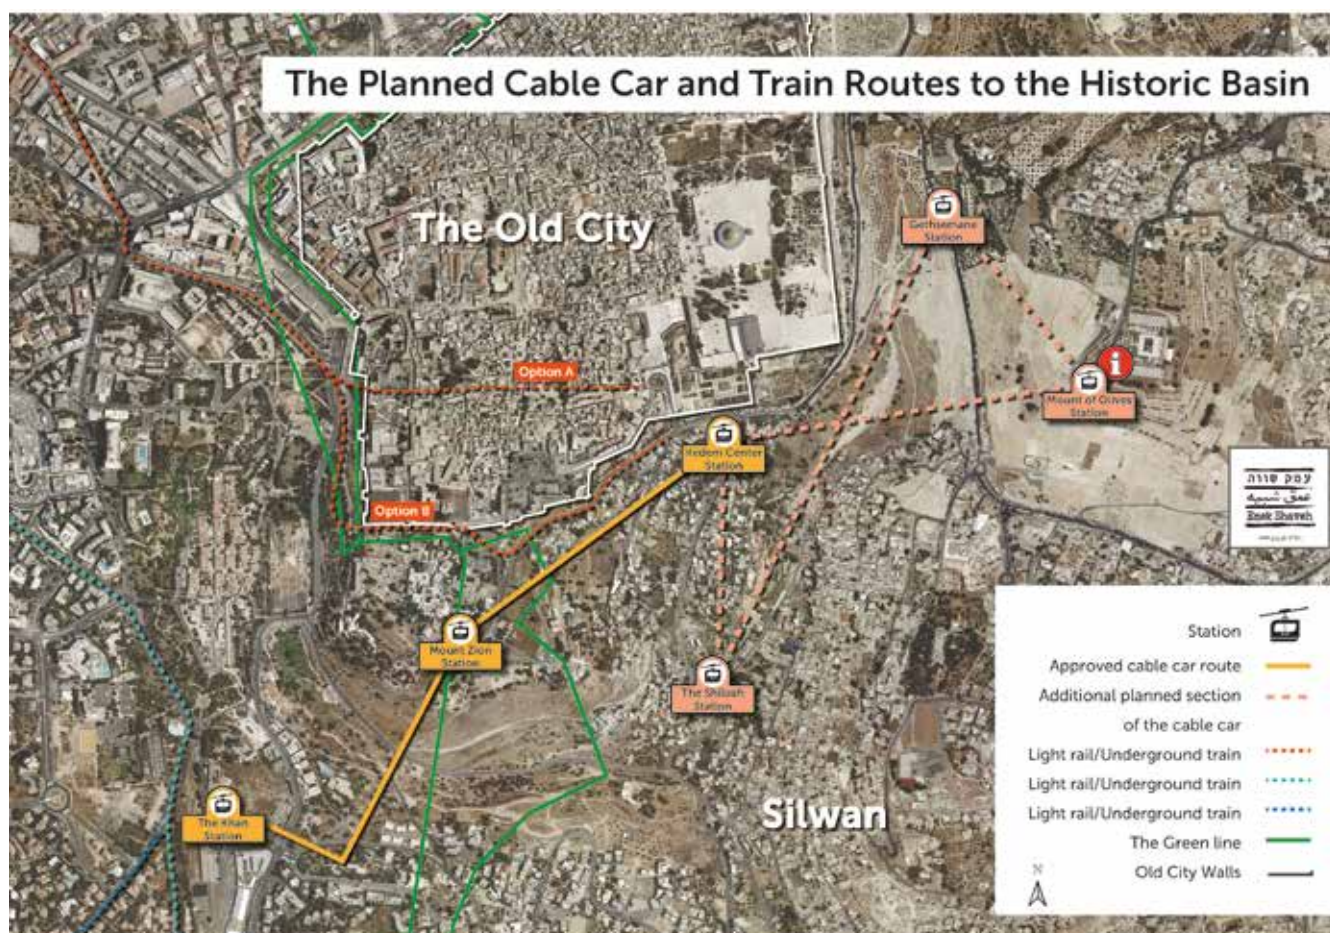 The Planned Cable Car and Train Routes to the Historic Basin
The Old City
Gethsemane
Station
Option A
i
Mount of Olives
Station
Kedem Center
Station
עמק שווה
Emek Shaveh
Option B
Mount Zion
Station
The Shiloah
Station
The Khan
Station
Silwan
Station
Approved cable car route
Additional planned section
of the cable car
Light rail/Underground train
Light rail/Underground train
Light rail/Underground train
The Green line
Old City Walls
N